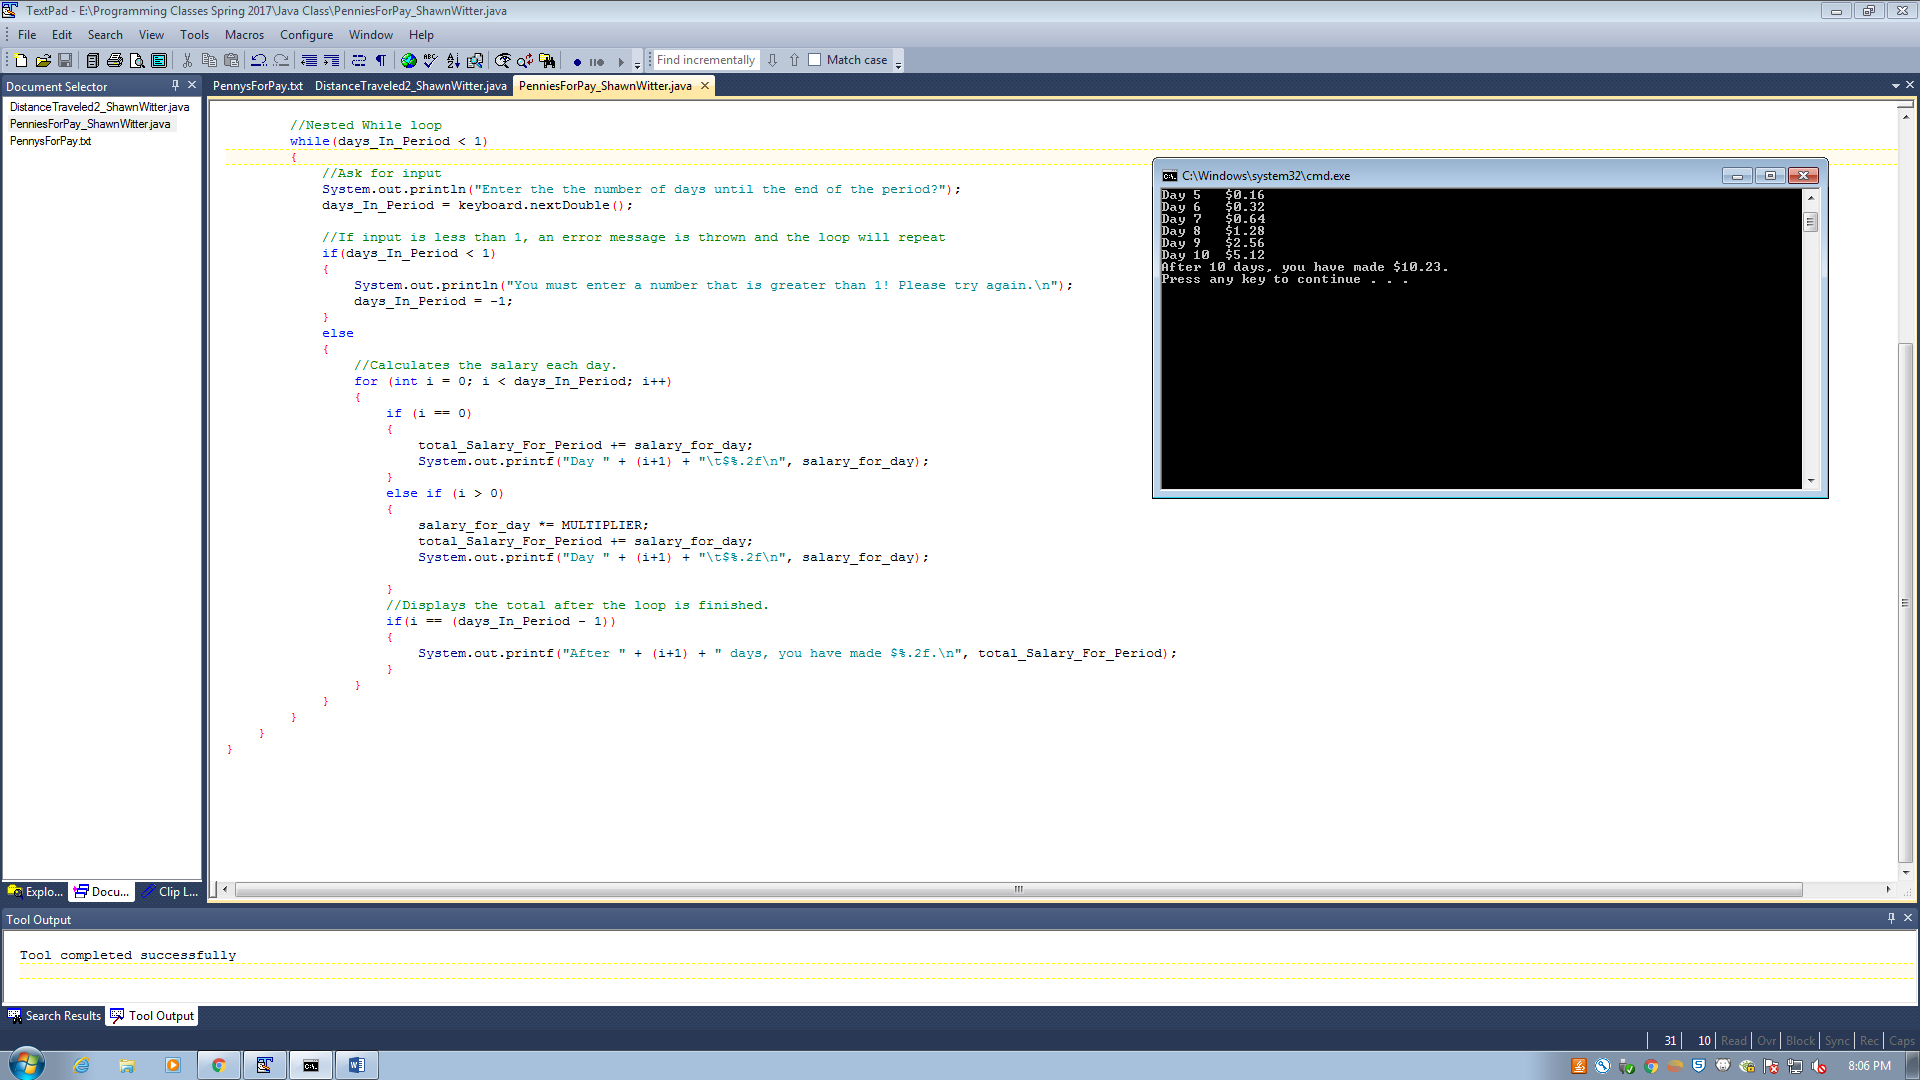 TextPad - E:\Programming Classes Spring 2017\Java Class\PenniesForPay_ShawnWitter.java
File Edit Search View Tools Macros Configure Window Help
Find incrementally Match case
Document Selector
DistanceTraveled2_ShawnWitter.java
PenniesForPay_ShawnWitter.java
PennysForPay.txt
PennysForPay.txt DistanceTraveled2_ShawnWitter.java PenniesForPay_ShawnWitter.java
//Nested While loop
while(days_In_Period < 1)
{
//Ask for input
System.out.println("Enter the the number of days until the end of the period?");
days_In_Period = keyboard.nextDouble();
//If input is less than 1, an error message is thrown and the loop will repeat
if(days_In_Period < 1)
{
System.out.println("You must enter a number that is greater than 1! Please try again.\n");
days_In_Period = -1;
}
else
{
//Calculates the salary each day.
for (int i = 0; i < days_In_Period; i++)
{
if (i == 0)
{
total_Salary_For_Period += salary_for_day;
System.out.printf("Day " + (i+1) + "\t$%.2f\n", salary_for_day);
}
else if (i > 0)
{
salary_for_day *= MULTIPLIER;
total_Salary_For_Period += salary_for_day;
System.out.printf("Day " + (i+1) + "\t$%.2f\n", salary_for_day);
}
//Displays the total after the loop is finished.
if(i == (days_In_Period - 1))
{
System.out.printf("After " + (i+1) + " days, you have made $%.2f.\n", total_Salary_For_Period);
}
}
}
}
}
}
C:\Windows\system32\cmd.exe
Day 5 $0.16
Day 6 $0.32
Day 7 $0.64
Day 8 $1.28
Day 9 $2.56
Day 10 $5.12
After 10 days, you have made $10.23.
Press any key to continue . . .
Explo... Docu... Clip L...
Tool Output
Tool completed successfully
Search Results Tool Output
31 10 Read Ovr Block Sync Rec Caps
8:06 PM